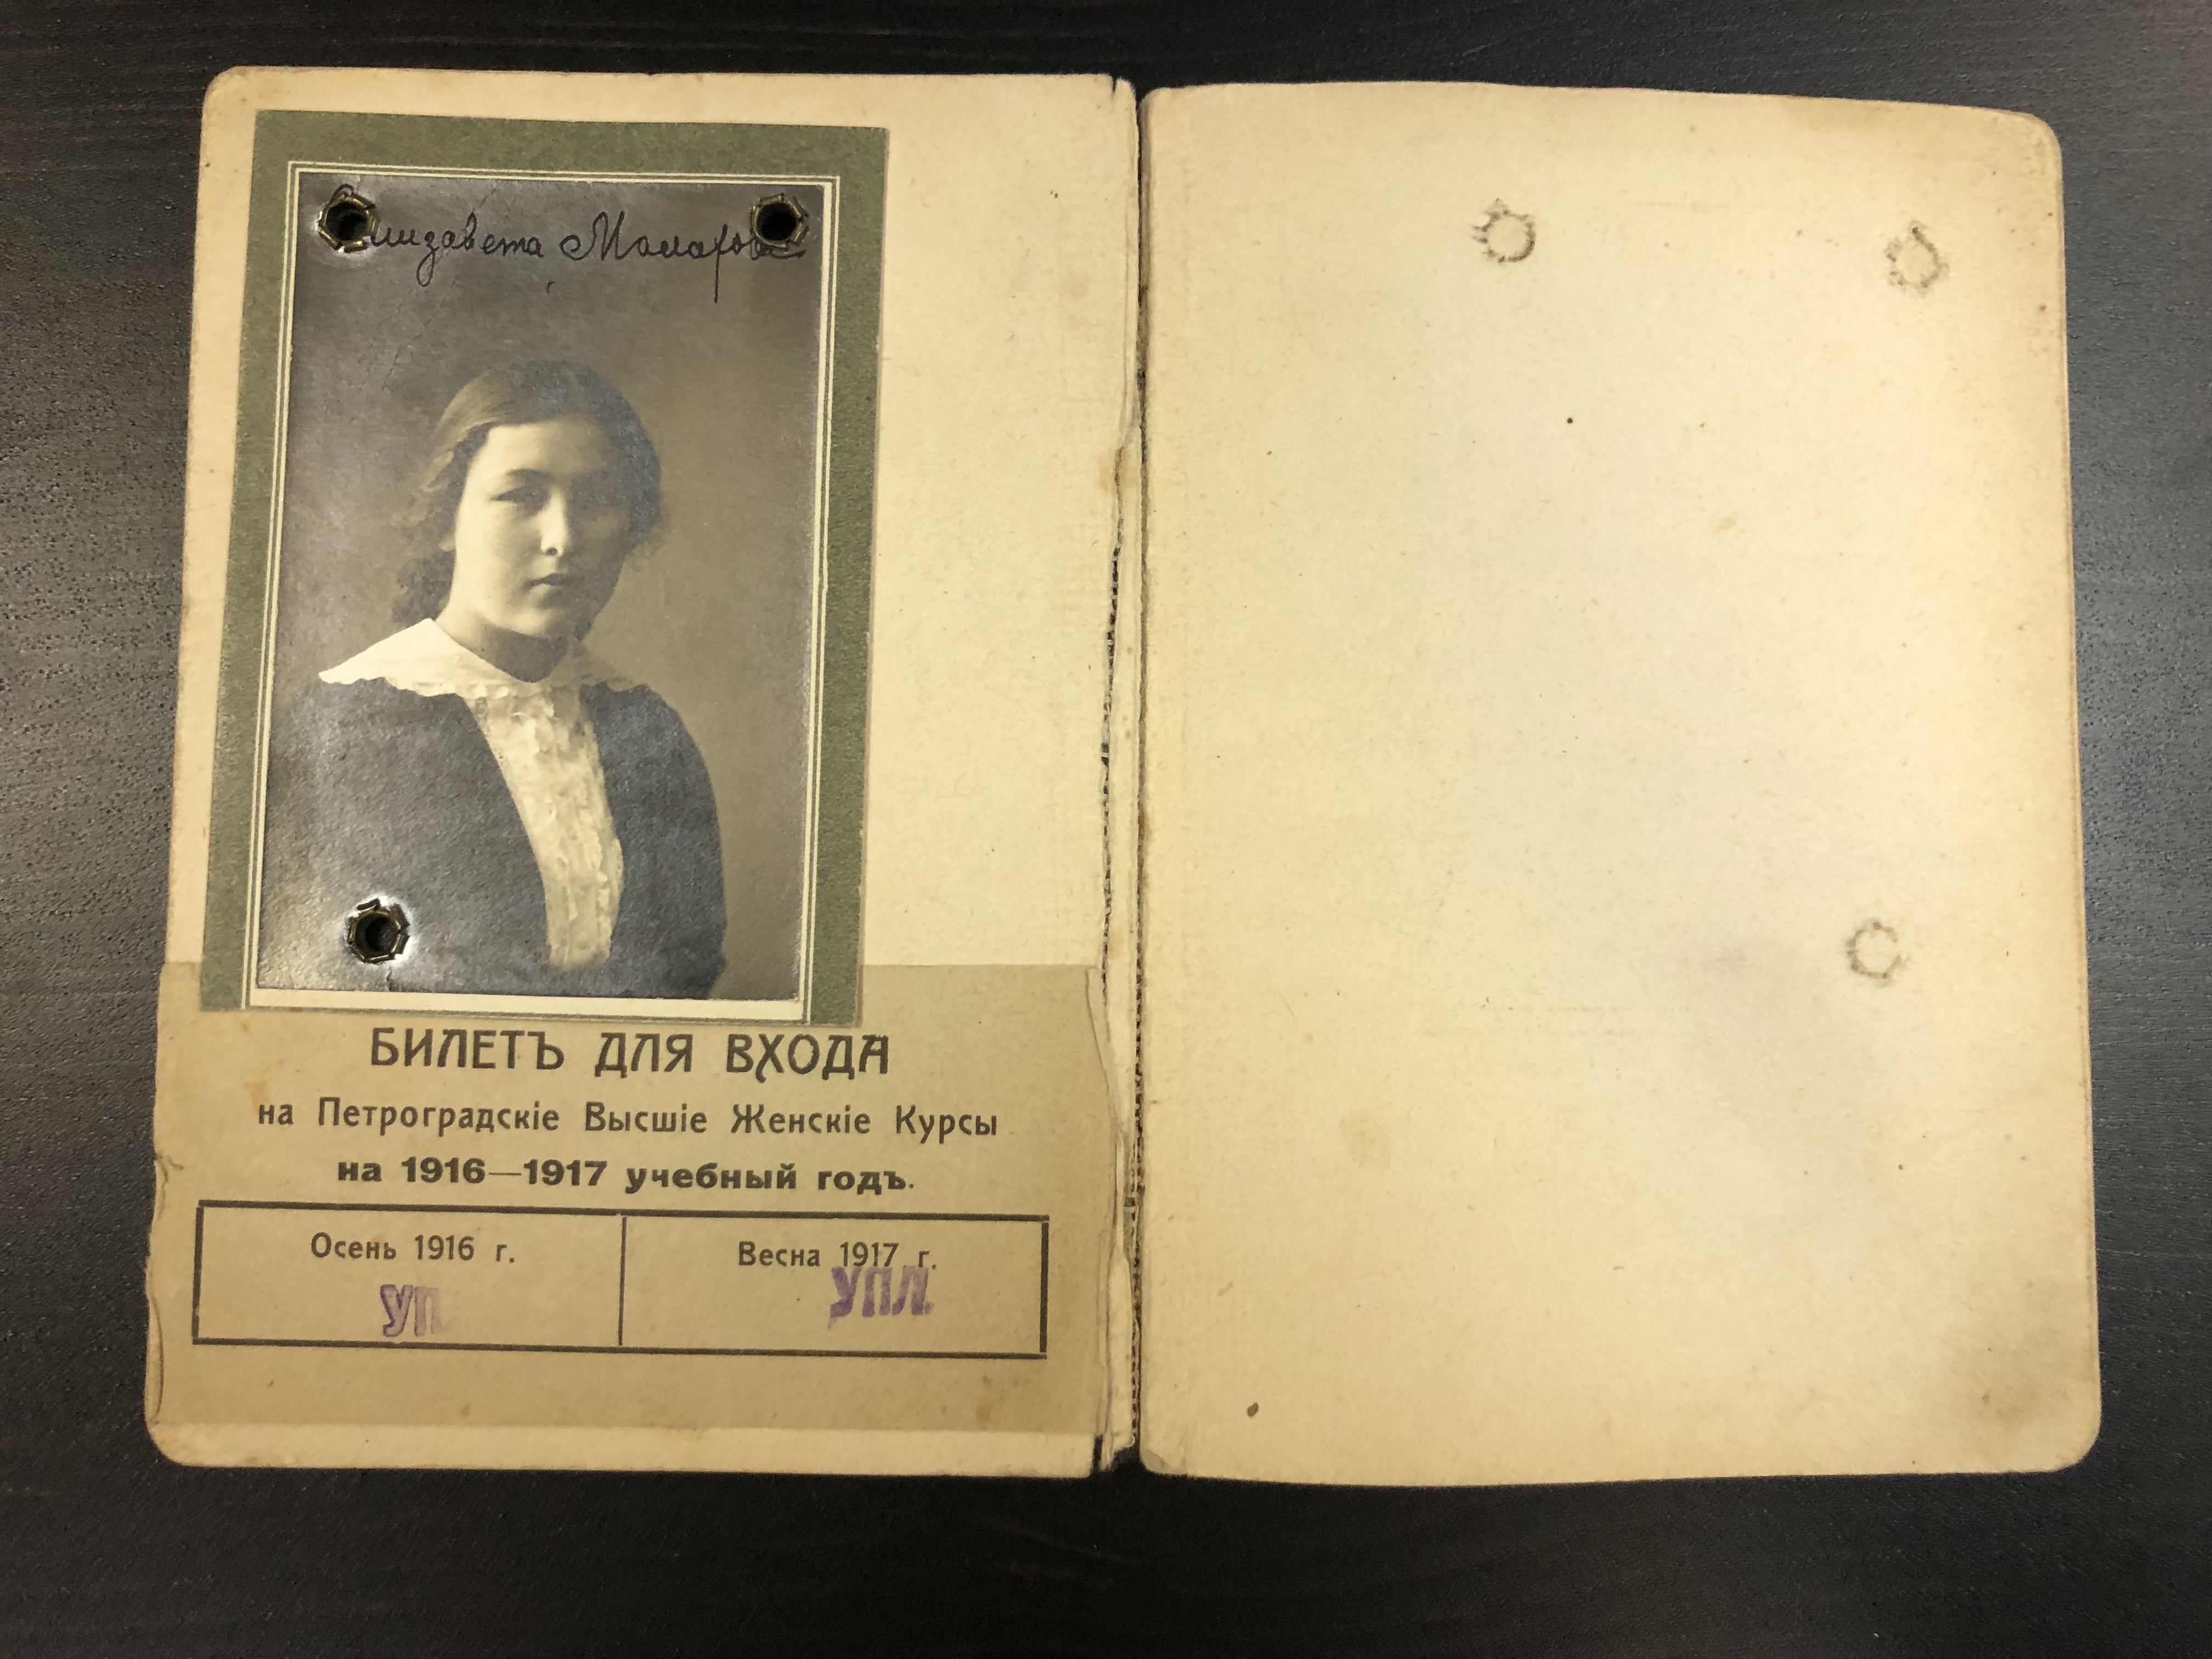 Елизавета
БИЛЕТЪ ДЛЯ ВХОДА
на Петроградскіе Высшіе Женскіе Курсы
на 1916—1917 учебный годъ.
Осень 1916 г.
УП
Весна 1917 г.
УПЛ.